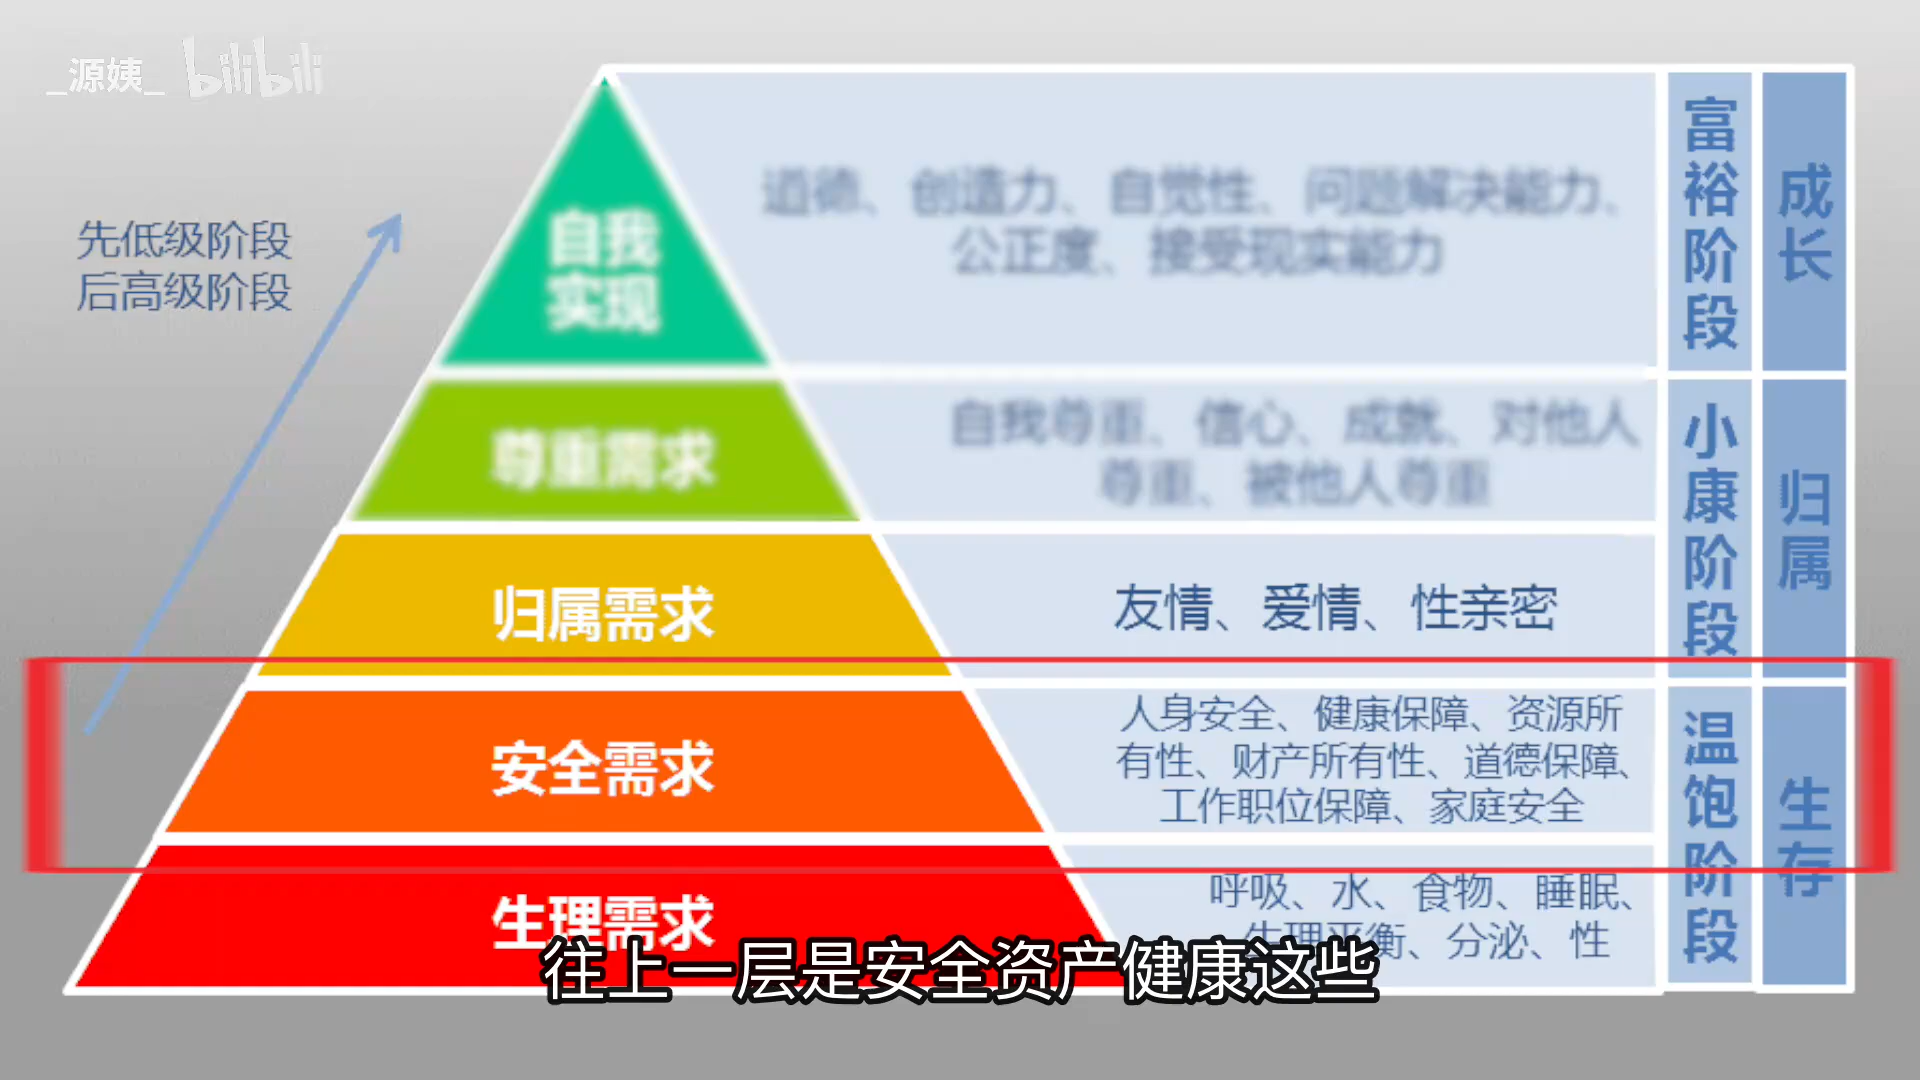 _源姨_ bilibili
先低级阶段
后高级阶段
自我
实现
道德、创造力、自觉性、问题解决能力、
公正度、接受现实能力
富裕阶段
成长
尊重需求
自我尊重、信心、成就、对他人
尊重、被他人尊重
小康阶段
归属
归属需求
友情、爱情、性亲密
安全需求
人身安全、健康保障、资源所
有性、财产所有性、道德保障、
工作职位保障、家庭安全
温饱阶段
生存
生理需求
呼吸、水、食物、睡眠、
生理平衡、分泌、性
往上一层是安全资产健康这些